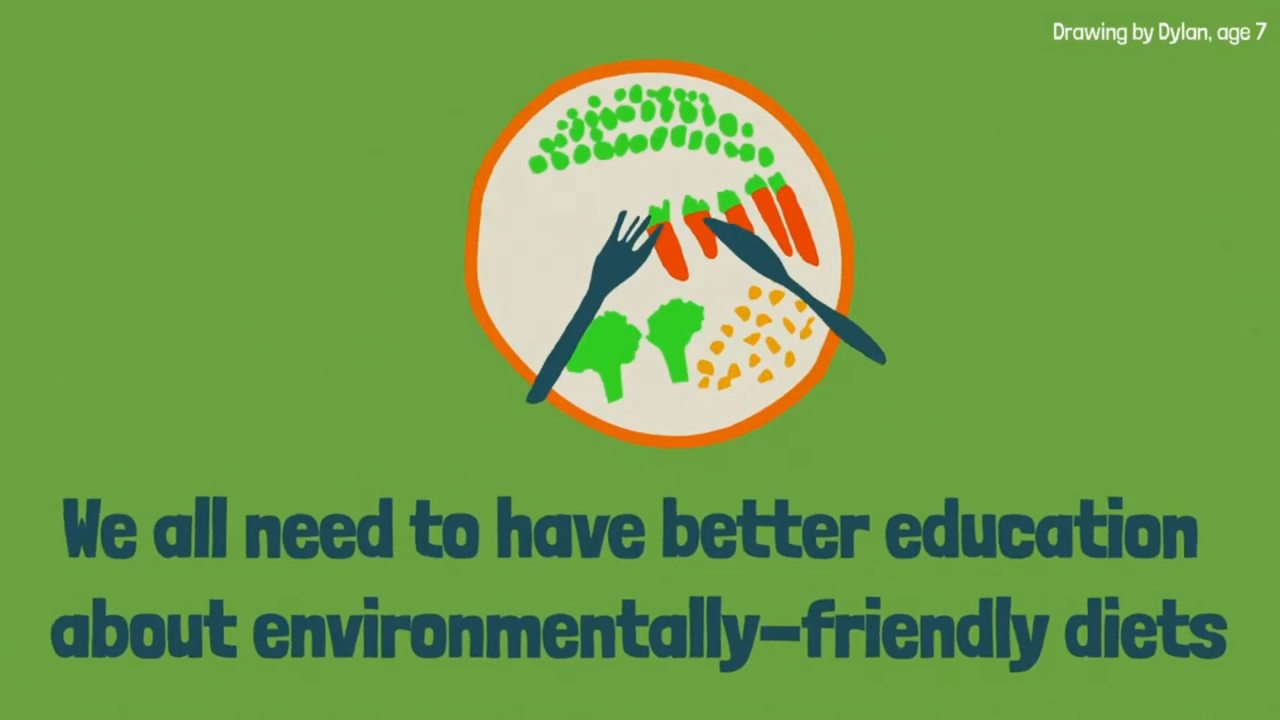 Drawing by Dylan, age 7
We all need to have better education
about environmentally-friendly diets